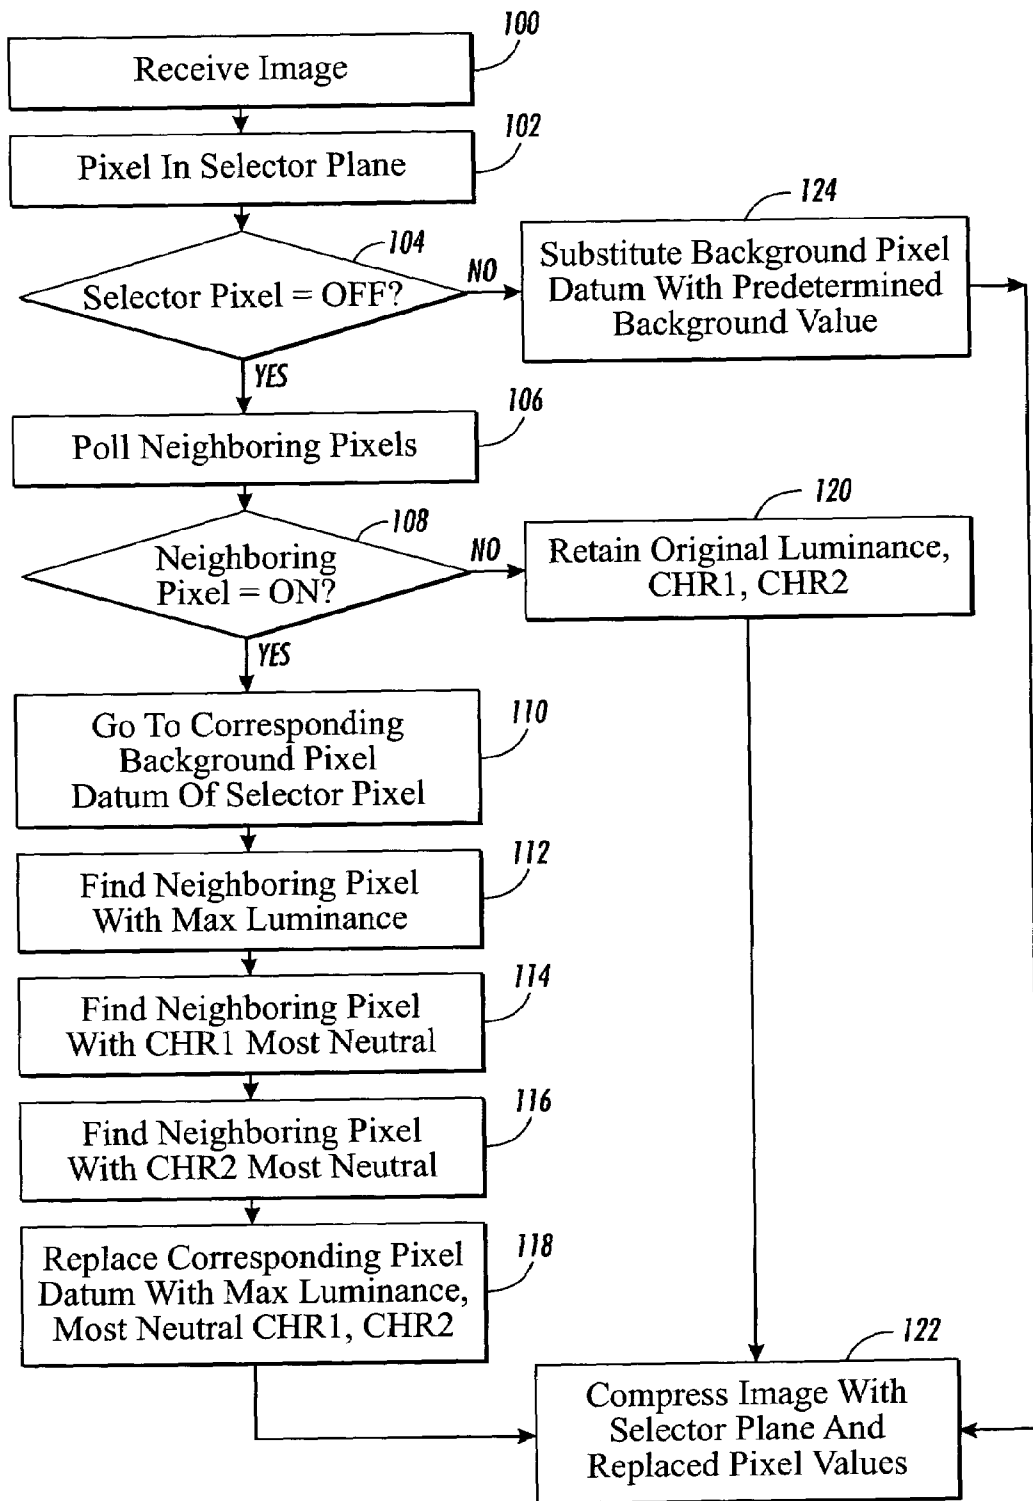 100
Receive Image
102
Pixel In Selector Plane
104
Selector Pixel = OFF?
NO
124
Substitute Background Pixel
Datum With Predetermined
Background Value
YES
106
Poll Neighboring Pixels
108
Neighboring
Pixel = ON?
NO
120
Retain Original Luminance,
CHR1, CHR2
YES
110
Go To Corresponding
Background Pixel
Datum Of Selector Pixel
112
Find Neighboring Pixel
With Max Luminance
114
Find Neighboring Pixel
With CHR1 Most Neutral
116
Find Neighboring Pixel
With CHR2 Most Neutral
118
Replace Corresponding Pixel
Datum With Max Luminance,
Most Neutral CHR1, CHR2
122
Compress Image With
Selector Plane And
Replaced Pixel Values